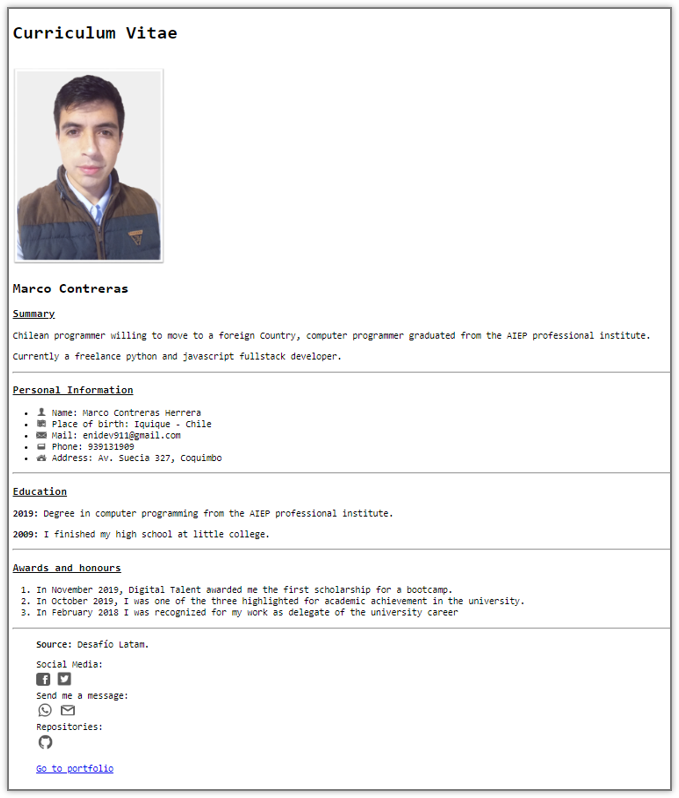 Curriculum Vitae
Marco Contreras
Summary
Chilean programmer willing to move to a foreign Country, computer programmer graduated from the AIEP professional institute.
Currently a freelance python and javascript fullstack developer.
Personal Information
• Name: Marco Contreras Herrera
• Place of birth: Iquique - Chile
• Mail: enidev911@gmail.com
• Phone: 939131909
• Address: Av. Suecia 327, Coquimbo
Education
2019: Degree in computer programming from the AIEP professional institute.
2009: I finished my high school at little college.
Awards and honours
1. In November 2019, Digital Talent awarded me the first scholarship for a bootcamp.
2. In October 2019, I was one of the three highlighted for academic achievement in the university.
3. In February 2018 I was recognized for my work as delegate of the university career
Source: Desafío Latam.
Social Media:
Send me a message:
Repositories:
Go to portfolio